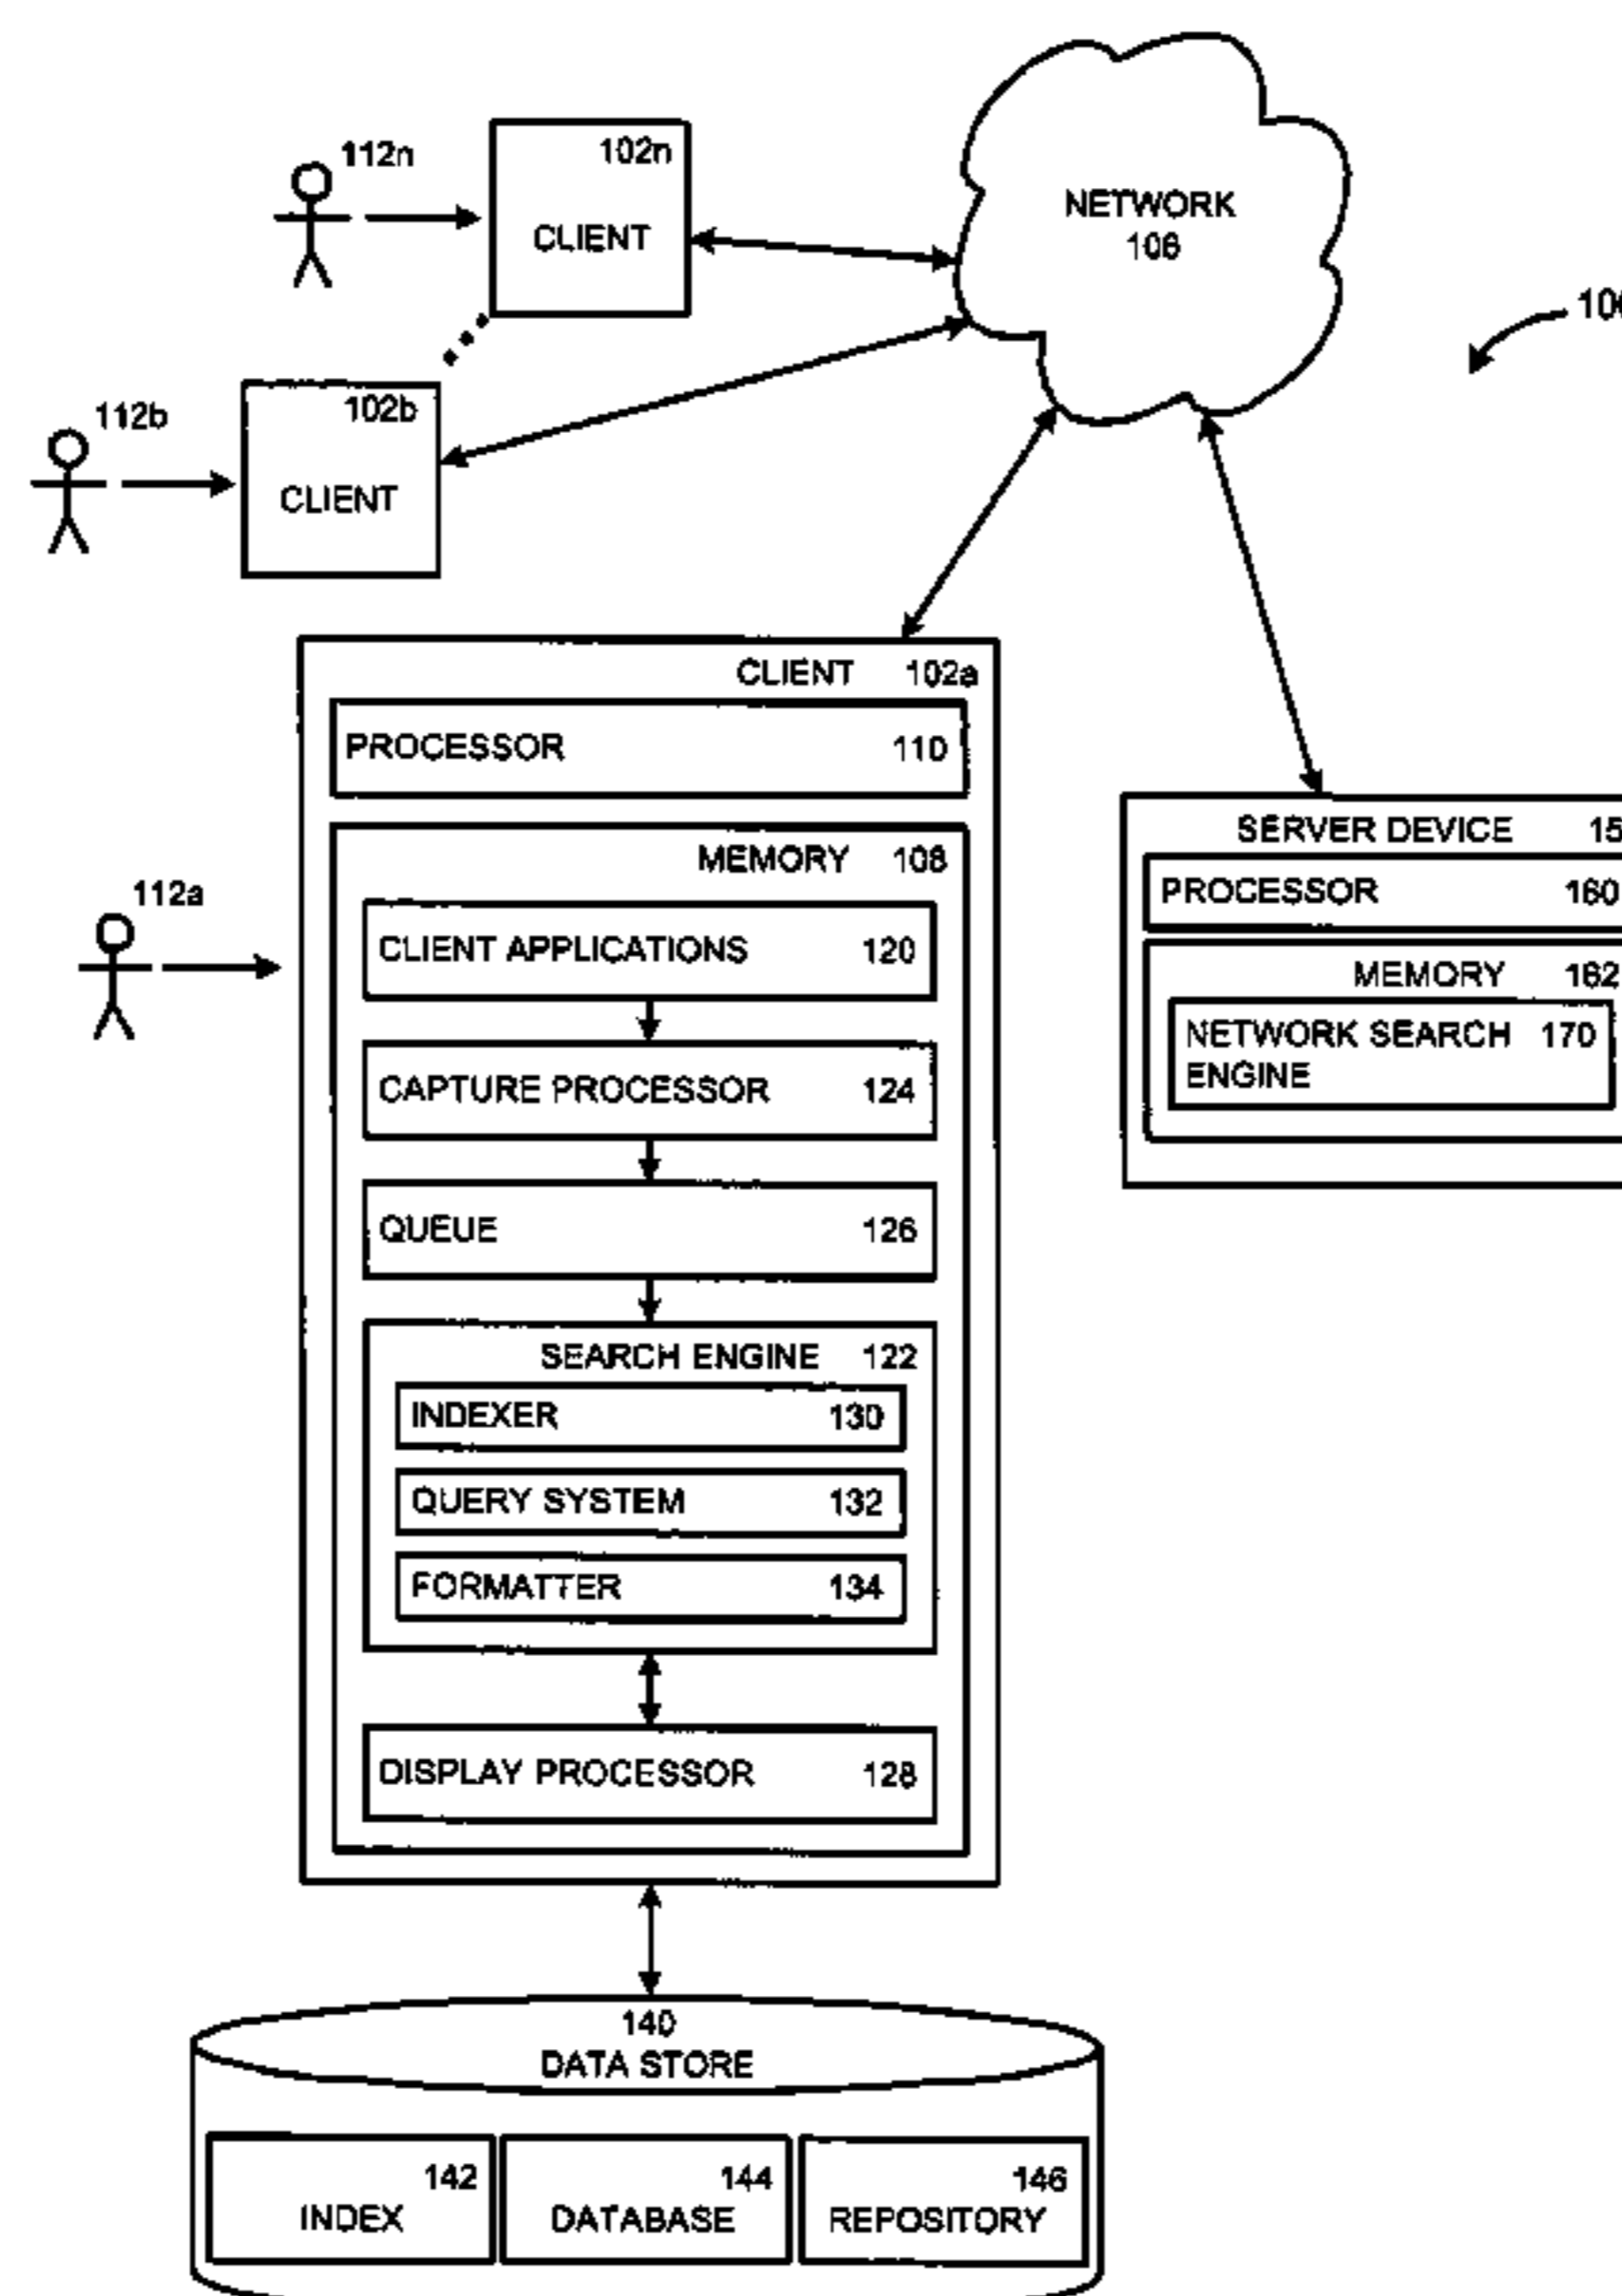 112n
102n
CLIENT
NETWORK
106
112b
102b
CLIENT
CLIENT 102a
PROCESSOR 110
MEMORY 108
112a
CLIENT APPLICATIONS 120
CAPTURE PROCESSOR 124
QUEUE 126
SEARCH ENGINE 122
INDEXER 130
QUERY SYSTEM 132
FORMATTER 134
DISPLAY PROCESSOR 128
SERVER DEVICE
PROCESSOR 160
MEMORY 162
NETWORK SEARCH 170
ENGINE
140
DATA STORE
142
INDEX
144
DATABASE
146
REPOSITORY